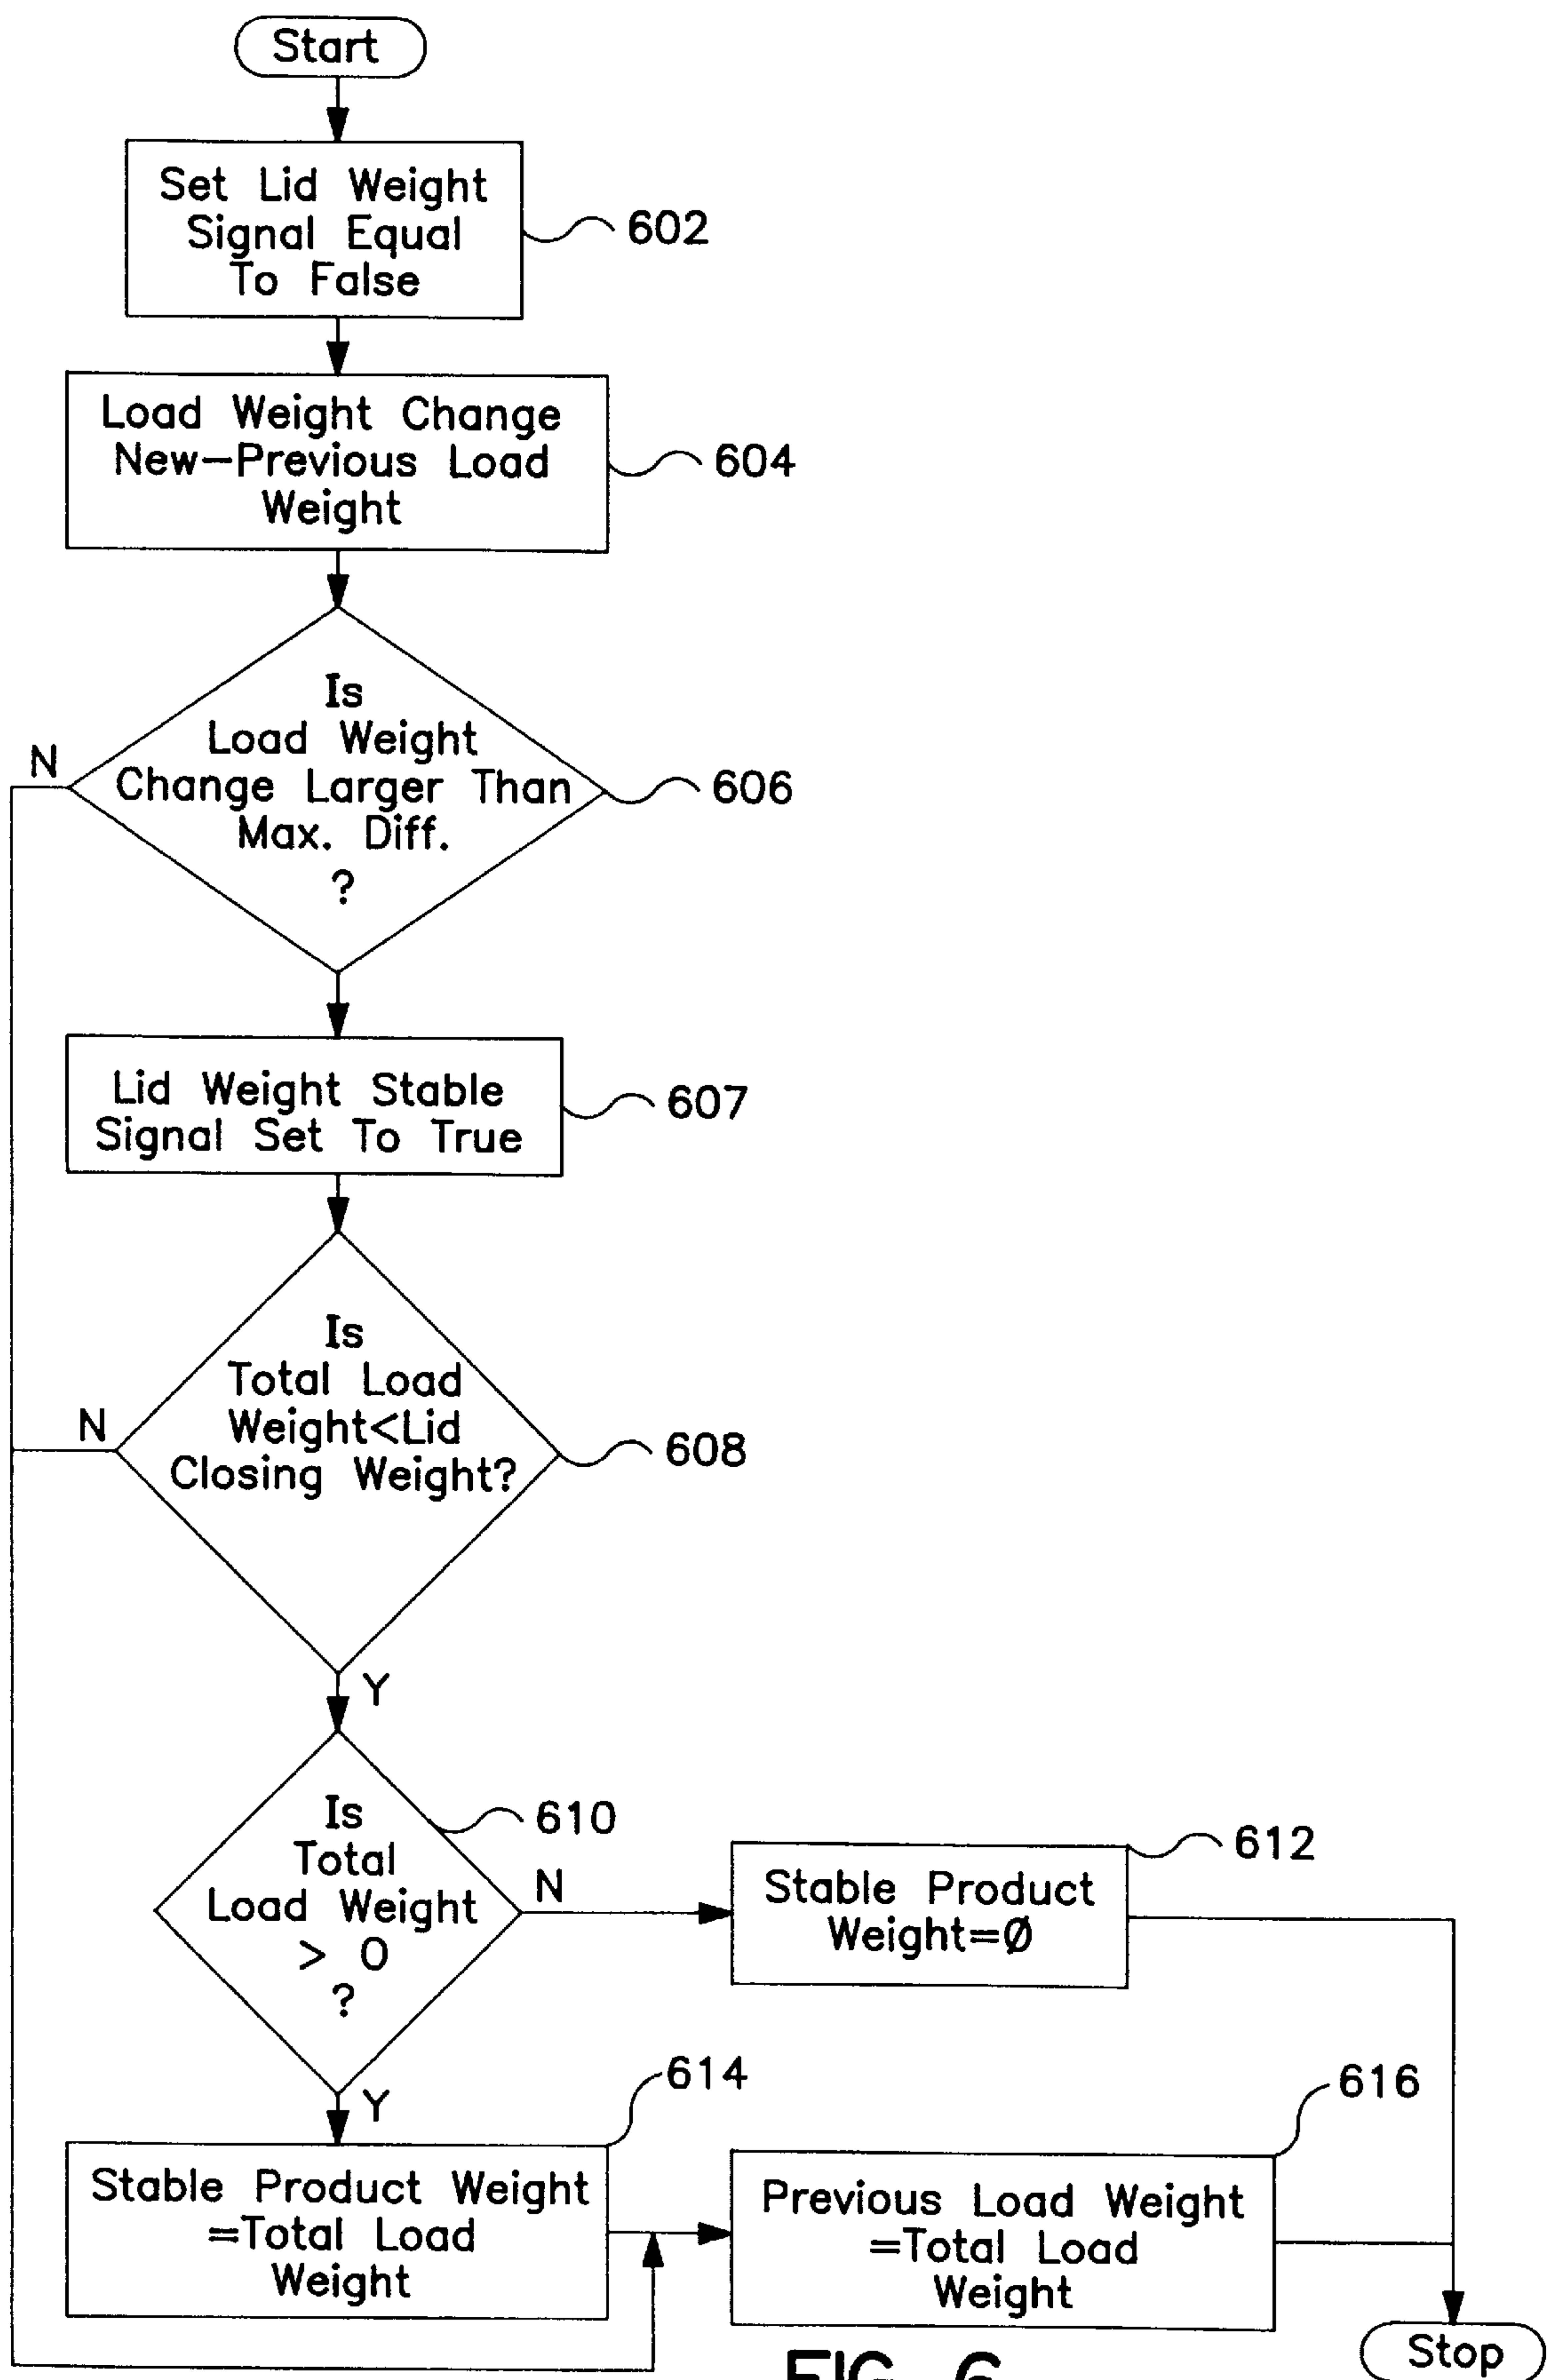 Start
Set Lid Weight
Signal Equal
To False
602
Load Weight Change
New-Previous Load
Weight
604
Is
Load Weight
Change Larger Than
Max. Diff.
?
N
606
Lid Weight Stable
Signal Set To True
607
Is
Total Load
Weight<Lid
Closing Weight?
N
608
Y
Is
Total
Load Weight
> 0
?
610
N
Stable Product
Weight=Ø
612
Y
Stable Product Weight
=Total Load
Weight
614
Previous Load Weight
=Total Load
Weight
616
Stop
FIG. 6